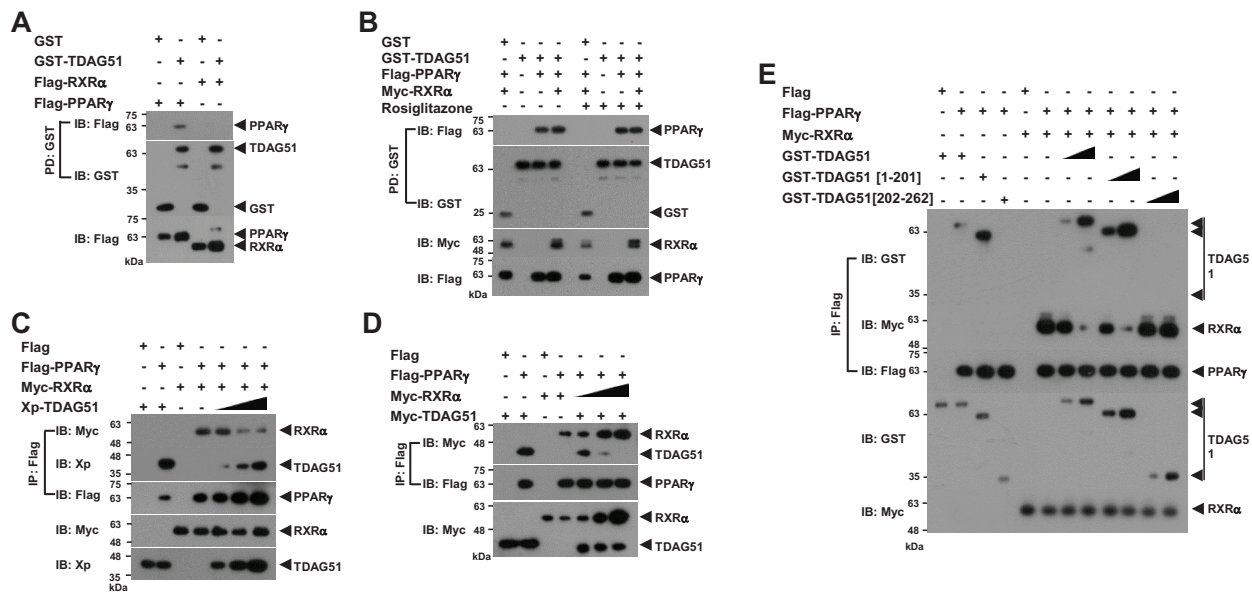 A
GST + - + -
GST-TDAG51 - + - +
Flag-RXRα - - + +
Flag-PPARγ + + - -
PD: GST
IB: Flag
75
63
PPARγ
63
TDAG51
IB: GST
35
GST
75
IB: Flag
63
PPARγ
RXRα
48
kDa
B
GST + - - - + - - -
GST-TDAG51 - + + + - + + +
Flag-PPARγ + - + + + - + +
Myc-RXRα + - - + + - - +
Rosiglitazone - - - - + + + +
PD: GST
IB: Flag
63
PPARγ
75
63
TDAG51
48
35
IB: GST
25
GST
IB: Myc
63
48
RXRα
75
IB: Flag
63
PPARγ
48
kDa
C
Flag + - + - - - -
Flag-PPARγ - + - + + + +
Myc-RXRα - - + + + + +
Xp-TDAG51 + + - -
IP: Flag
IB: Myc
63
RXRα
48
IB: Xp
48
TDAG51
35
75
IB: Flag
63
PPARγ
IB: Myc
63
RXRα
48
IB: Xp
48
TDAG51
35
kDa
D
Flag + - + - - - -
Flag-PPARγ - + - + + + +
Myc-RXRα - - + +
Myc-TDAG51 + + - - + + +
IP: Flag
IB: Myc
63
RXRα
48
TDAG51
75
IB: Flag
63
PPARγ
63
RXRα
IB: Myc
48
TDAG51
kDa
E
Flag + - - - + - - - - - - -
Flag-PPARγ - + + + - + + + + + + +
Myc-RXRα - - - - + + + + + + + +
GST-TDAG51 + + - - - - - - - -
GST-TDAG51 [1-201] - - + - - - - - - -
GST-TDAG51[202-262] - - - + - - - - - -
IP: Flag
63
IB: GST
TDAG5
1
35
IB: Myc
63
RXRα
48
75
IB: Flag
63
PPARγ
63
IB: GST
TDAG5
1
35
IB: Myc
63
RXRα
48
kDa